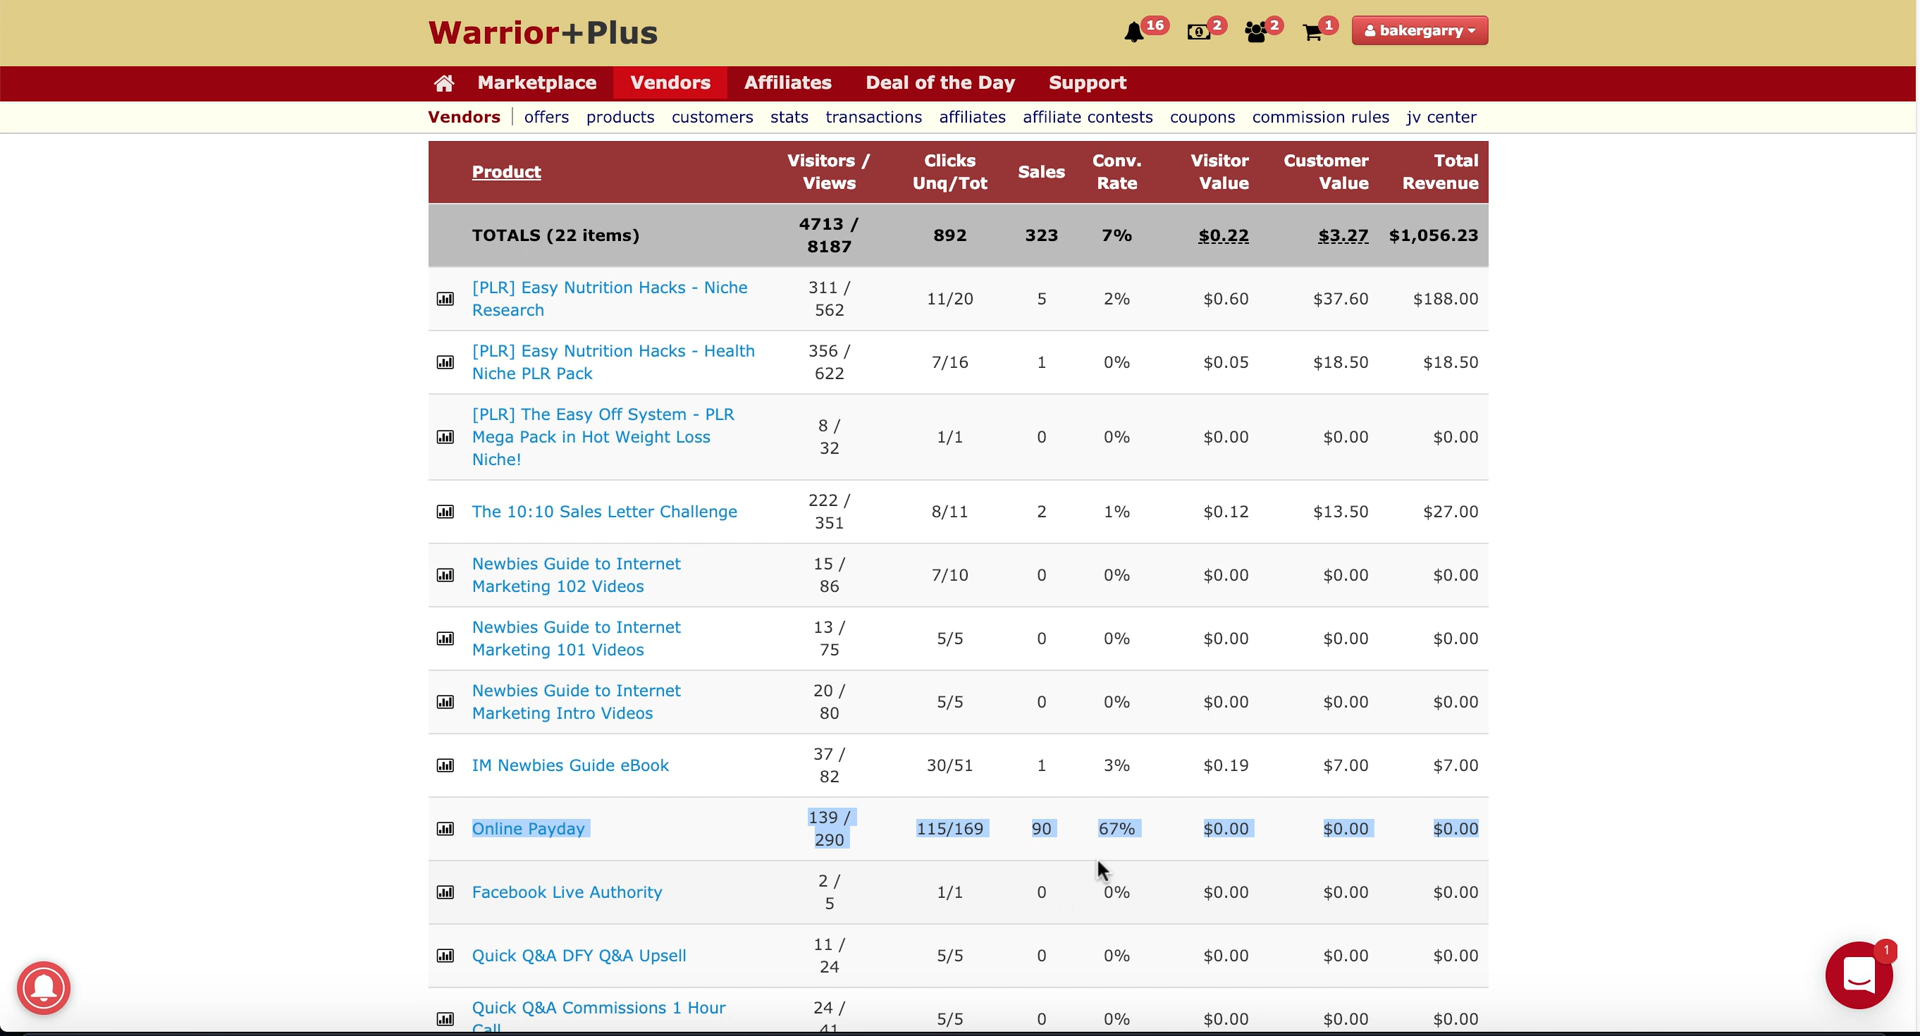 Warrior+Plus
16 2 2 1 bakergarry
Marketplace Vendors Affiliates Deal of the Day Support
Vendors | offers products customers stats transactions affiliates affiliate contests coupons commission rules jv center
Product Visitors / Views Clicks Unq/Tot Sales Conv. Rate Visitor Value Customer Value Total Revenue
TOTALS (22 items) 4713 / 8187 892 323 7% $0.22 $3.27 $1,056.23
[PLR] Easy Nutrition Hacks - Niche Research 311 / 562 11/20 5 2% $0.60 $37.60 $188.00
[PLR] Easy Nutrition Hacks - Health Niche PLR Pack 356 / 622 7/16 1 0% $0.05 $18.50 $18.50
[PLR] The Easy Off System - PLR Mega Pack in Hot Weight Loss Niche! 8 / 32 1/1 0 0% $0.00 $0.00 $0.00
The 10:10 Sales Letter Challenge 222 / 351 8/11 2 1% $0.12 $13.50 $27.00
Newbies Guide to Internet Marketing 102 Videos 15 / 86 7/10 0 0% $0.00 $0.00 $0.00
Newbies Guide to Internet Marketing 101 Videos 13 / 75 5/5 0 0% $0.00 $0.00 $0.00
Newbies Guide to Internet Marketing Intro Videos 20 / 80 5/5 0 0% $0.00 $0.00 $0.00
IM Newbies Guide eBook 37 / 82 30/51 1 3% $0.19 $7.00 $7.00
Online Payday 139 / 290 115/169 90 67% $0.00 $0.00 $0.00
Facebook Live Authority 2 / 5 1/1 0 0% $0.00 $0.00 $0.00
Quick Q&A DFY Q&A Upsell 11 / 24 5/5 0 0% $0.00 $0.00 $0.00
Quick Q&A Commissions 1 Hour Call 24 / 41 5/5 0 0% $0.00 $0.00 $0.00
1